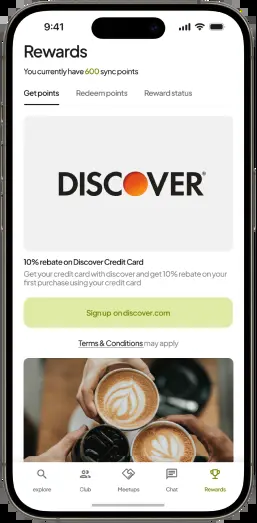 9:41
Rewards
You currently have 600 sync points
Get points Redeem points Reward status
DISCOVER®
10% rebate on Discover Credit Card
Get your credit card with discover and get 10% rebate on your
first purchase using your credit card
Sign up on discover.com
Terms & Conditions may apply
explore Club Meetups Chat Rewards